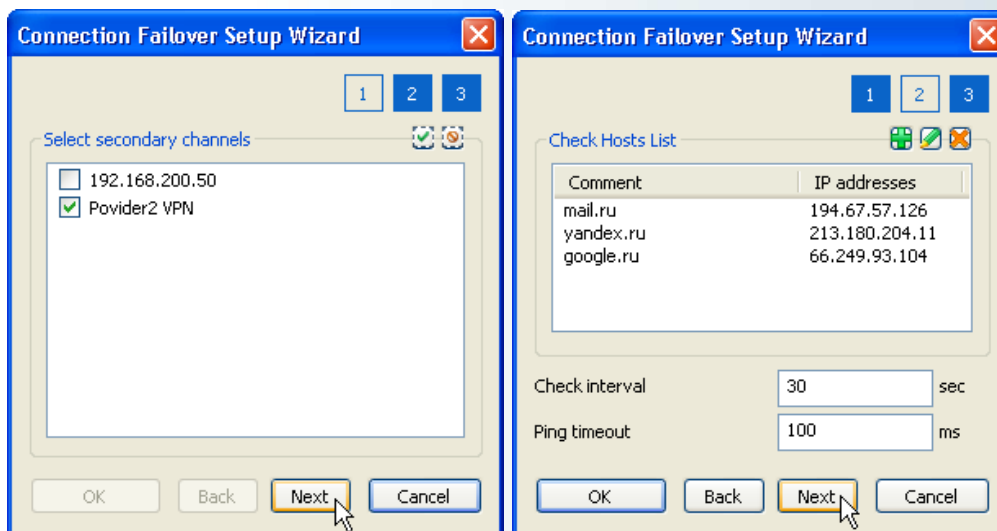 Connection Failover Setup Wizard
1 2 3
Select secondary channels
192.168.200.50
Povider2 VPN
OK Back Next Cancel
Connection Failover Setup Wizard
1 2 3
Check Hosts List
Comment IP addresses
mail.ru 194.67.57.126
yandex.ru 213.180.204.11
google.ru 66.249.93.104
Check interval 30 sec
Ping timeout 100 ms
OK Back Next Cancel